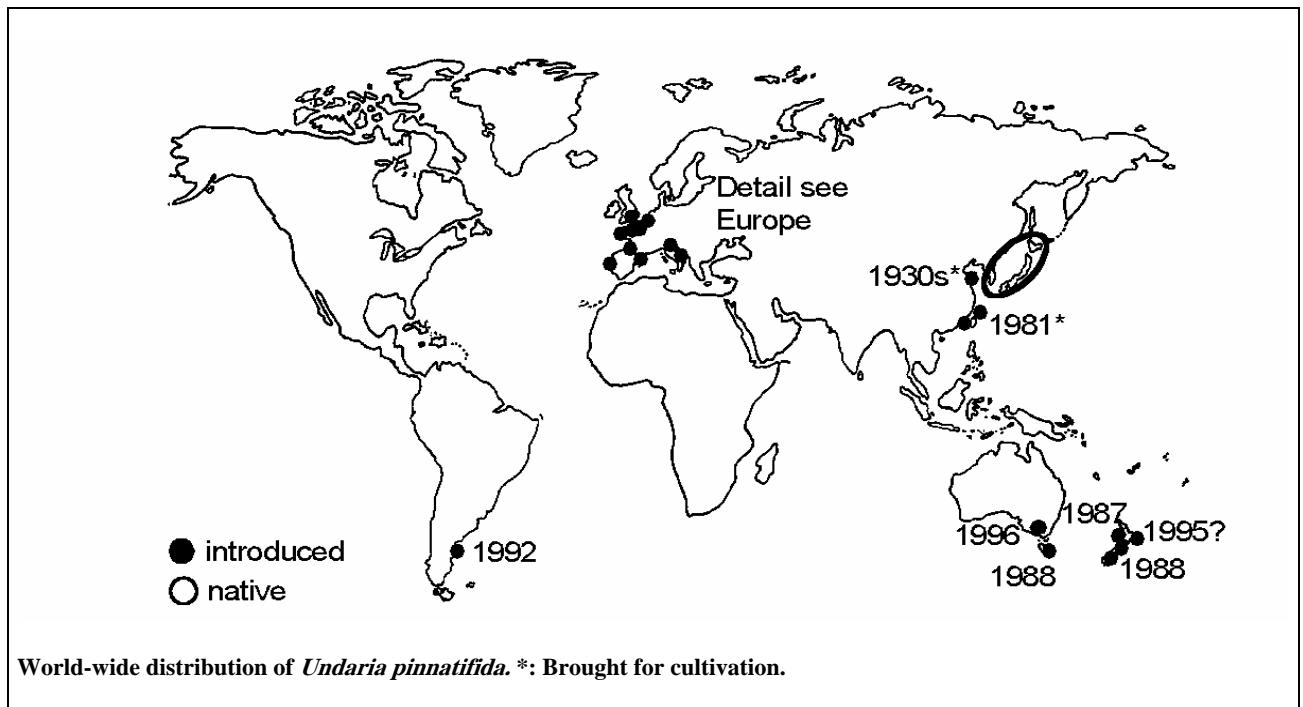 Detail see
Europe
1930s*
1981*
1987
1996
1995?
1988
1988
1992
introduced
native
World-wide distribution of Undaria pinnatifida. *: Brought for cultivation.